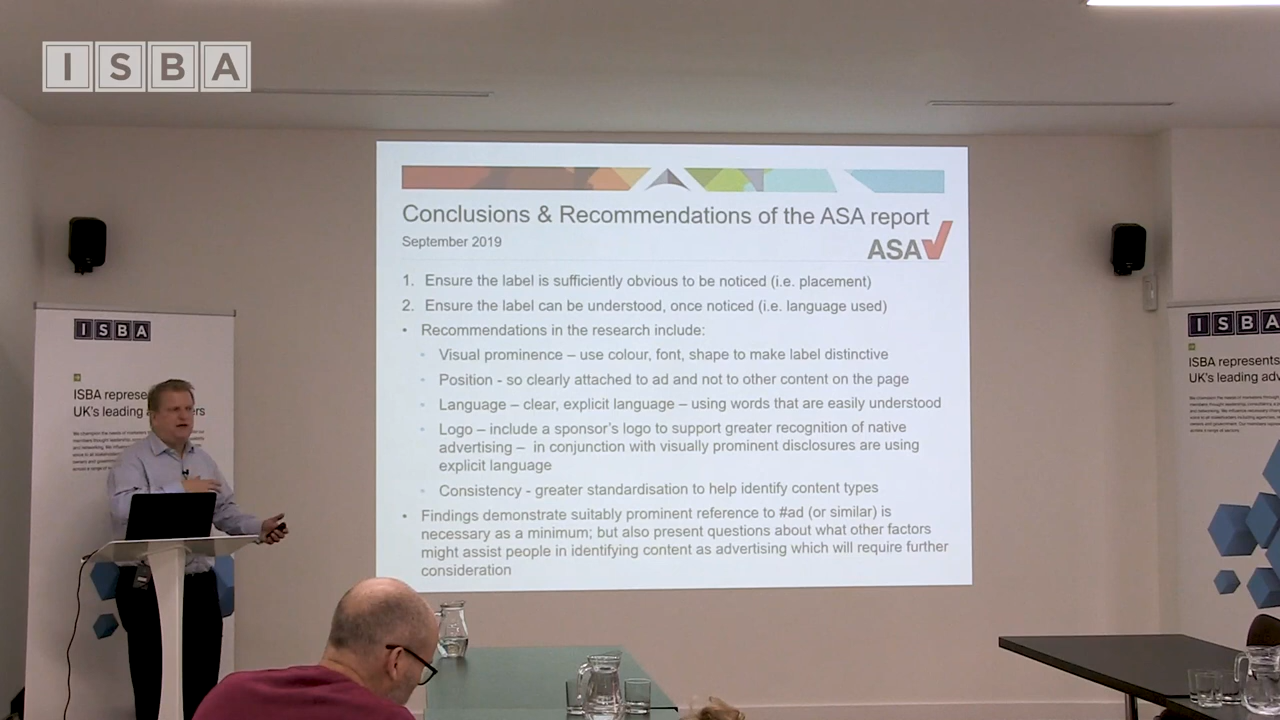 ISBA
Conclusions & Recommendations of the ASA report
September 2019
ASA
1. Ensure the label is sufficiently obvious to be noticed (i.e. placement)
2. Ensure the label can be understood, once noticed (i.e. language used)
• Recommendations in the research include:
- Visual prominence – use colour, font, shape to make label distinctive
- Position - so clearly attached to ad and not to other content on the page
- Language – clear, explicit language – using words that are easily understood
- Logo – include a sponsor's logo to support greater recognition of native
advertising – in conjunction with visually prominent disclosures are using
explicit language
- Consistency - greater standardisation to help identify content types
• Findings demonstrate suitably prominent reference to #ad (or similar) is
necessary as a minimum; but also present questions about what other factors
might assist people in identifying content as advertising which will require further
consideration
ISBA
ISBA represe
UK's leading ers
ISBA
ISBA represents
UK's leading adv